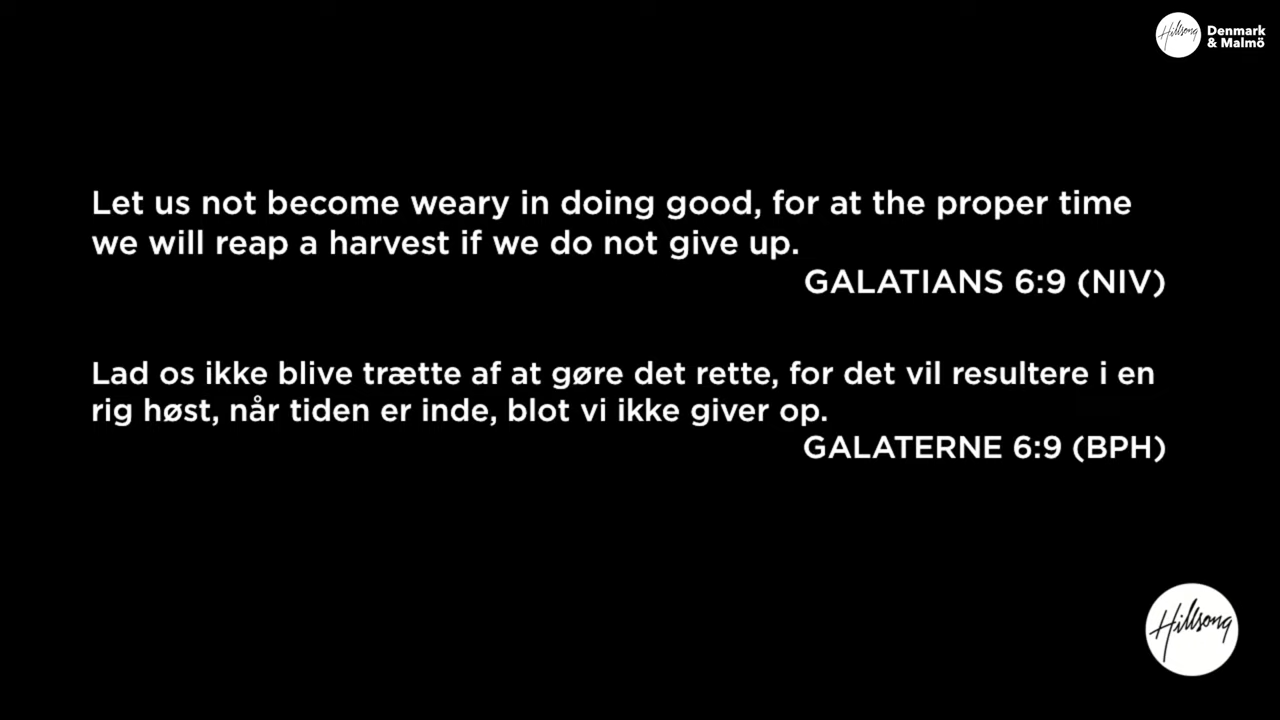 Hillsong
Denmark
& Malmö
Let us not become weary in doing good, for at the proper time
we will reap a harvest if we do not give up.
GALATIANS 6:9 (NIV)
Lad os ikke blive trætte af at gøre det rette, for det vil resultere i en
rig høst, når tiden er inde, blot vi ikke giver op.
GALATERNE 6:9 (BPH)
Hillsong